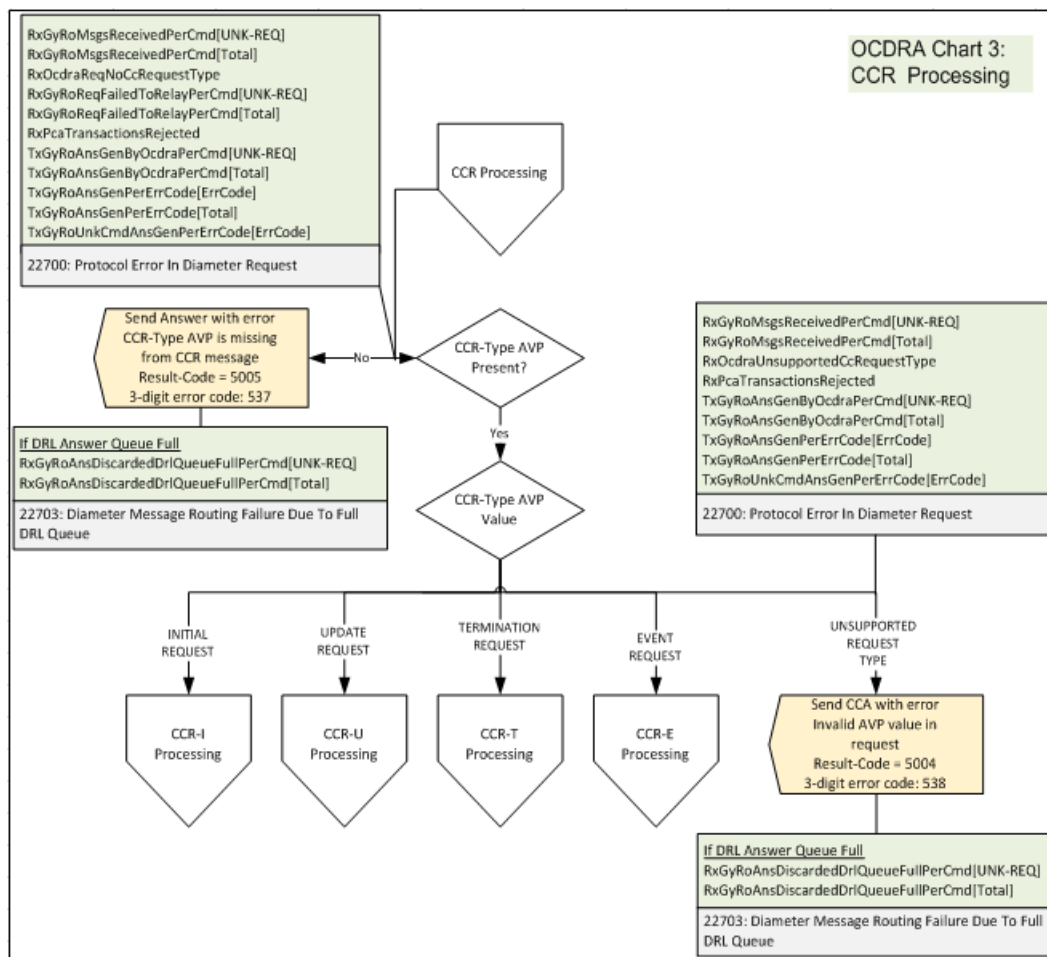 RxGyRoMsgsReceivedPerCmd[UNK-REQ]
RxGyRoMsgsReceivedPerCmd[Total]
RxOcdraReqNoCcRequestType
RxGyRoReqFailedToRelayPerCmd[UNK-REQ]
RxGyRoReqFailedToRelayPerCmd[Total]
RxPcaTransactionsRejected
TxGyRoAnsGenByOcdraPerCmd[UNK-REQ]
TxGyRoAnsGenByOcdraPerCmd[Total]
TxGyRoAnsGenPerErrCode[ErrCode]
TxGyRoAnsGenPerErrCode[Total]
TxGyRoUnkCmdAnsGenPerErrCode[ErrCode]
22700: Protocol Error In Diameter Request
OCDRA Chart 3:
CCR Processing
CCR Processing
Send Answer with error
CCR-Type AVP is missing
from CCR message
Result-Code = 5005
3-digit error code: 537
No
CCR-Type AVP
Present?
If DRL Answer Queue Full
RxGyRoAnsDiscardedDrlQueueFullPerCmd[UNK-REQ]
RxGyRoAnsDiscardedDrlQueueFullPerCmd[Total]
22703: Diameter Message Routing Failure Due To Full
DRL Queue
Yes
CCR-Type AVP
Value
RxGyRoMsgsReceivedPerCmd[UNK-REQ]
RxGyRoMsgsReceivedPerCmd[Total]
RxOcdraUnsupportedCcRequestType
RxPcaTransactionsRejected
TxGyRoAnsGenByOcdraPerCmd[UNK-REQ]
TxGyRoAnsGenByOcdraPerCmd[Total]
TxGyRoAnsGenPerErrCode[ErrCode]
TxGyRoAnsGenPerErrCode[Total]
TxGyRoUnkCmdAnsGenPerErrCode[ErrCode]
22700: Protocol Error In Diameter Request
INITIAL
REQUEST
UPDATE
REQUEST
TERMINATION
REQUEST
EVENT
REQUEST
UNSUPPORTED
REQUEST
TYPE
CCR-I
Processing
CCR-U
Processing
CCR-T
Processing
CCR-E
Processing
Send CCA with error
Invalid AVP value in
request
Result-Code = 5004
3-digit error code: 538
If DRL Answer Queue Full
RxGyRoAnsDiscardedDrlQueueFullPerCmd[UNK-REQ]
RxGyRoAnsDiscardedDrlQueueFullPerCmd[Total]
22703: Diameter Message Routing Failure Due To Full
DRL Queue